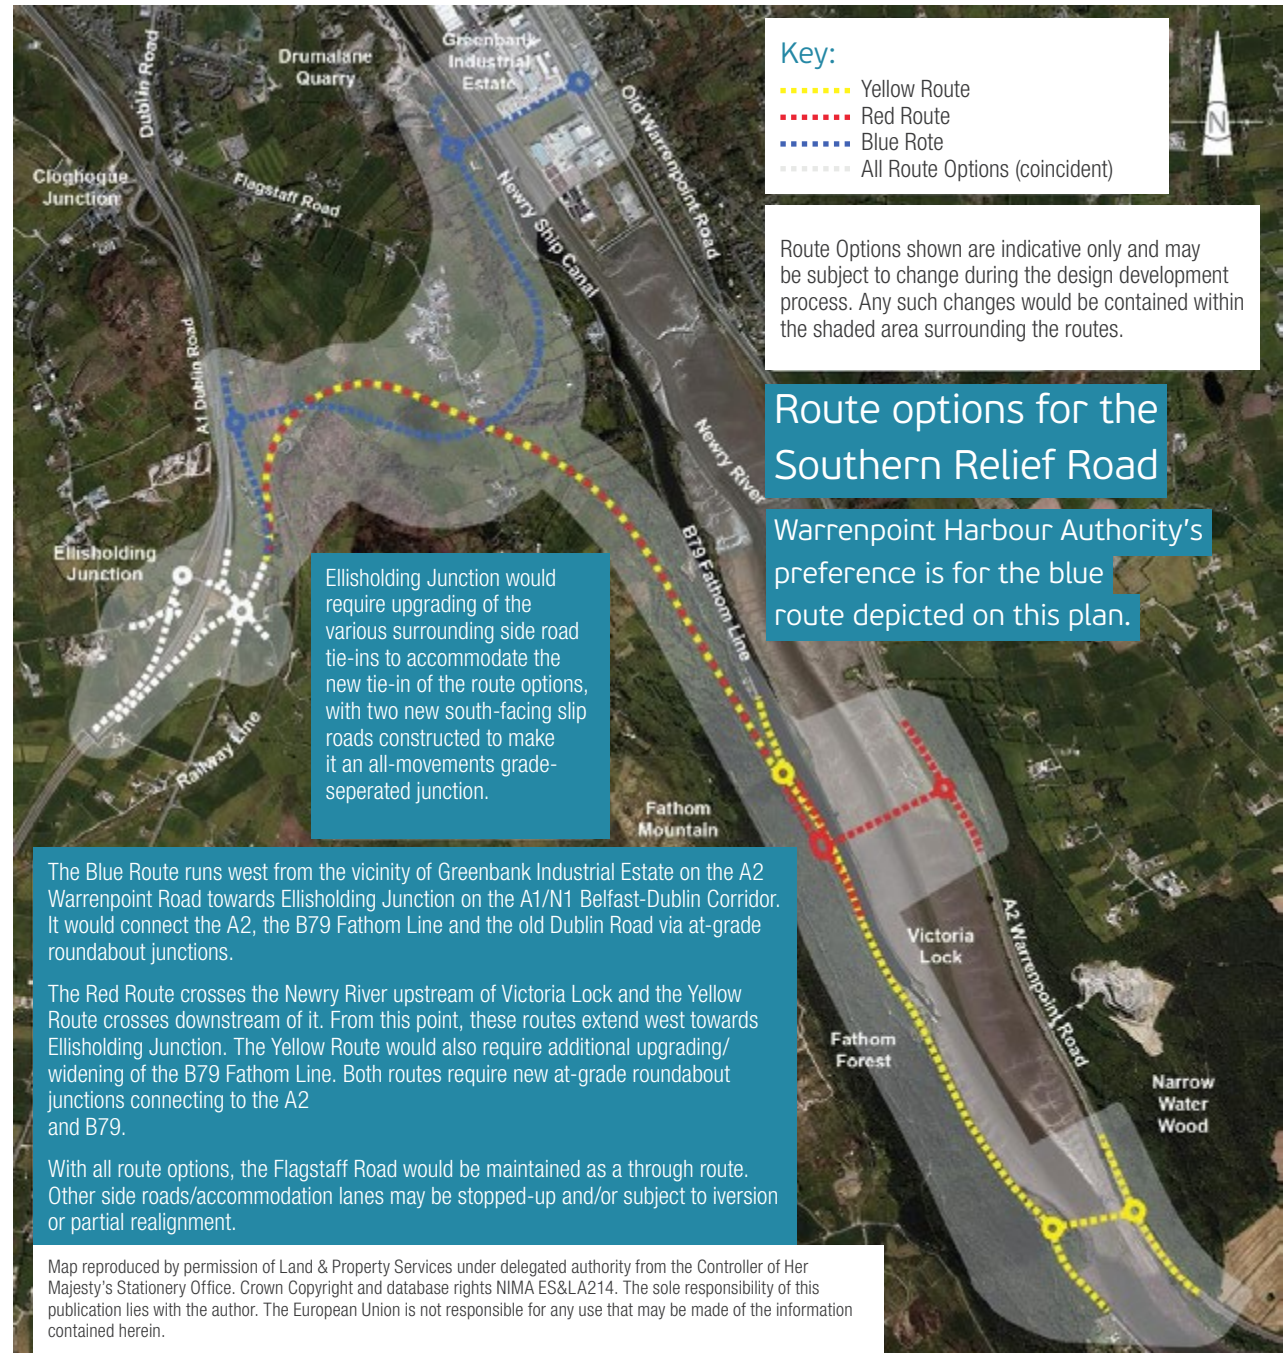 Drumalane
Quarry
Greenbank
Industrial
Estate
Dublin Road
Old Warrenpoint Road
Cloghogue
Junction
Flagstaff Road
Newry Ship Canal
A1 Dublin Road
Newry River
B79 Fathom Line
Ellisholding
Junction
Railway Line
Fathom
Mountain
Victoria
Lock
A2 Warrenpoint Road
Fathom
Forest
Narrow
Water
Wood
Key:
Yellow Route
Red Route
Blue Rote
All Route Options (coincident)
N
Route Options shown are indicative only and may
be subject to change during the design development
process. Any such changes would be contained within
the shaded area surrounding the routes.
Route options for the
Southern Relief Road
Warrenpoint Harbour Authority's
preference is for the blue
route depicted on this plan.
Ellisholding Junction would
require upgrading of the
various surrounding side road
tie-ins to accommodate the
new tie-in of the route options,
with two new south-facing slip
roads constructed to make
it an all-movements grade-
seperated junction.
The Blue Route runs west from the vicinity of Greenbank Industrial Estate on the A2
Warrenpoint Road towards Ellisholding Junction on the A1/N1 Belfast-Dublin Corridor.
It would connect the A2, the B79 Fathom Line and the old Dublin Road via at-grade
roundabout junctions.
The Red Route crosses the Newry River upstream of Victoria Lock and the Yellow
Route crosses downstream of it. From this point, these routes extend west towards
Ellisholding Junction. The Yellow Route would also require additional upgrading/
widening of the B79 Fathom Line. Both routes require new at-grade roundabout
junctions connecting to the A2
and B79.
With all route options, the Flagstaff Road would be maintained as a through route.
Other side roads/accommodation lanes may be stopped-up and/or subject to iversion
or partial realignment.
Map reproduced by permission of Land & Property Services under delegated authority from the Controller of Her
Majesty's Stationery Office. Crown Copyright and database rights NIMA ES&LA214. The sole responsibility of this
publication lies with the author. The European Union is not responsible for any use that may be made of the information
contained herein.